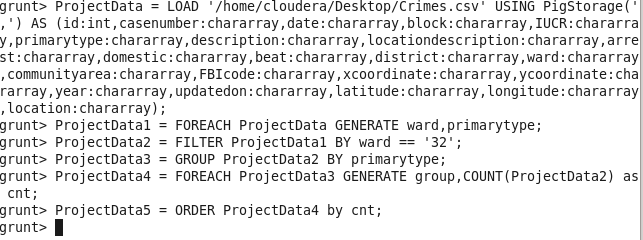 grunt> ProjectData = LOAD '/home/cloudera/Desktop/Crimes.csv' USING PigStorage('
,') AS (id:int,casenumber:chararray,date:chararray,block:chararray,IUCR:chararra
y,primarytype:chararray,description:chararray,locationdescription:chararray,arre
st:chararray,domestic:chararray,beat:chararray,district:chararray,ward:chararray
,communityarea:chararray,FBIcode:chararray,xcoordinate:chararray,ycoordinate:cha
rarray,year:chararray,updatedon:chararray,latitude:chararray,longitude:chararray
,location:chararray);
grunt> ProjectData1 = FOREACH ProjectData GENERATE ward,primarytype;
grunt> ProjectData2 = FILTER ProjectData1 BY ward == '32';
grunt> ProjectData3 = GROUP ProjectData2 BY primarytype;
grunt> ProjectData4 = FOREACH ProjectData3 GENERATE group,COUNT(ProjectData2) as
 cnt;
grunt> ProjectData5 = ORDER ProjectData4 by cnt;
grunt>